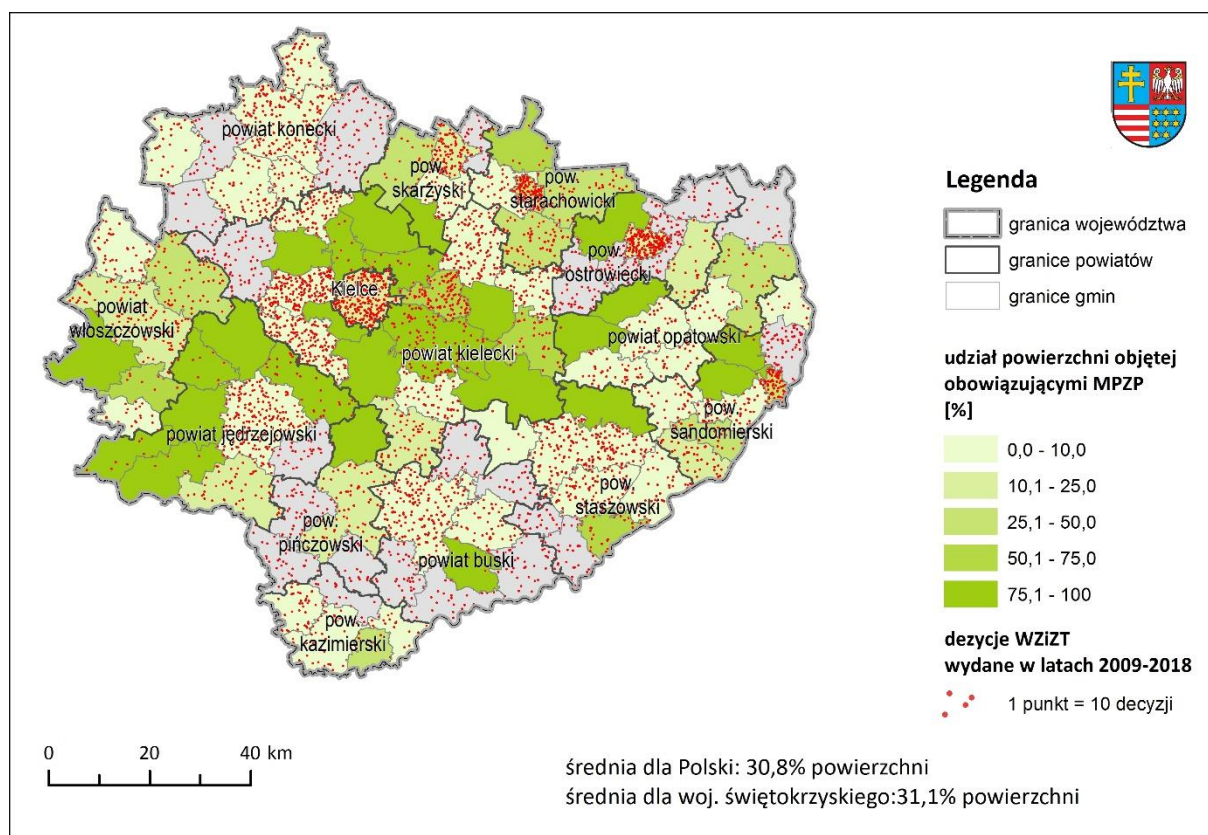 powiat konecki
pow.
skarżyski
pow.
starachowicki
pow.
ostrowiecki
Kielce
powiat
włoszczowski
powiat kielecki
powiat opatowski
powiat jędrzejowski
pow.
sandomierski
pow.
staszowski
pow.
pińczowski
powiat buski
pow.
kazimierski
Legenda
granica województwa
granice powiatów
granice gmin
udział powierzchni objętej
obowiązującymi MPZP
[%]
0,0 - 10,0
10,1 - 25,0
25,1 - 50,0
50,1 - 75,0
75,1 - 100
dezycje WZiZT
wydane w latach 2009-2018
1 punkt = 10 decyzji
0 20 40 km
średnia dla Polski: 30,8% powierzchni
średnia dla woj. świętokrzyskiego:31,1% powierzchni